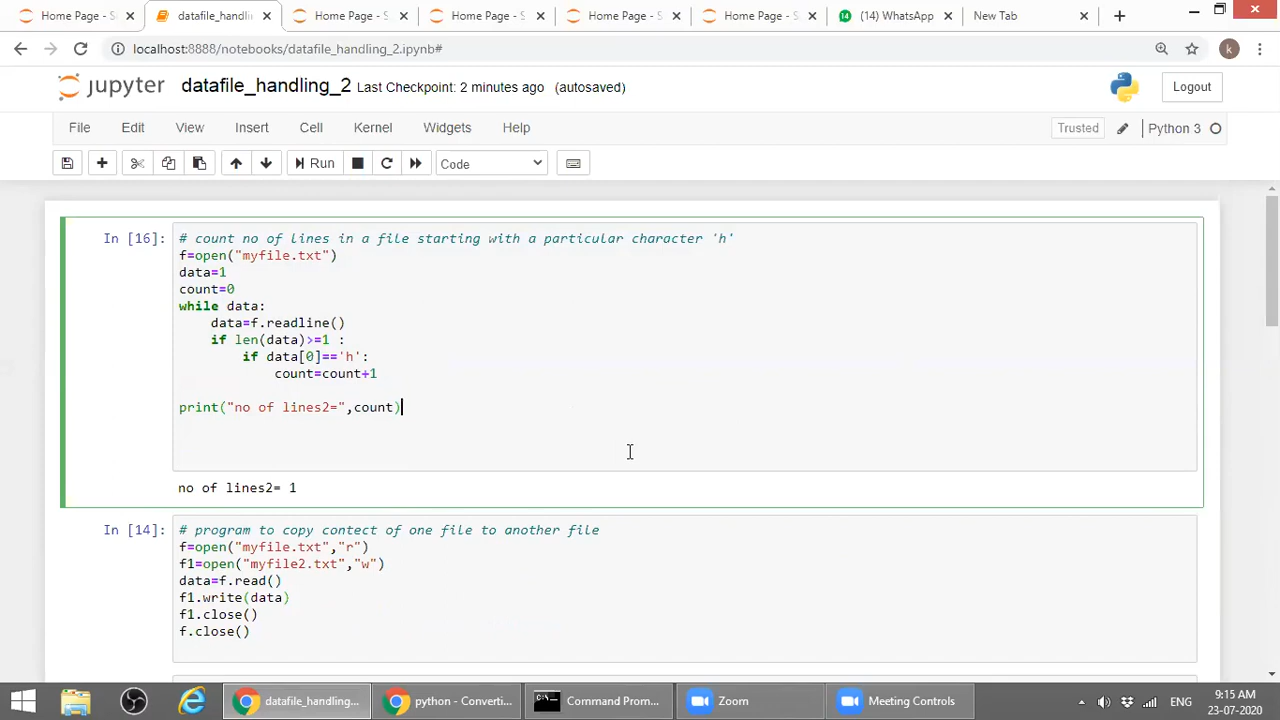 Home Page - S
datafile_handli
Home Page - S
Home Page - S
Home Page - S
Home Page - S
(14) WhatsApp
New Tab
localhost:8888/notebooks/datafile_handling_2.ipynb#
k
jupyter
datafile_handling_2 Last Checkpoint: 2 minutes ago (autosaved)
Logout
File Edit View Insert Cell Kernel Widgets Help
Trusted
Python 3
Run
Code
In [16]:
# count no of lines in a file starting with a particular character 'h'
f=open("myfile.txt")
data=1
count=0
while data:
    data=f.readline()
    if len(data)>=1 :
        if data[0]=='h':
            count=count+1
print("no of lines2=",count)
no of lines2= 1
In [14]:
# program to copy contect of one file to another file
f=open("myfile.txt","r")
f1=open("myfile2.txt","w")
data=f.read()
f1.write(data)
f1.close()
f.close()
datafile_handling...
python - Converti...
Command Prom...
Zoom
Meeting Controls
ENG
9:15 AM
23-07-2020